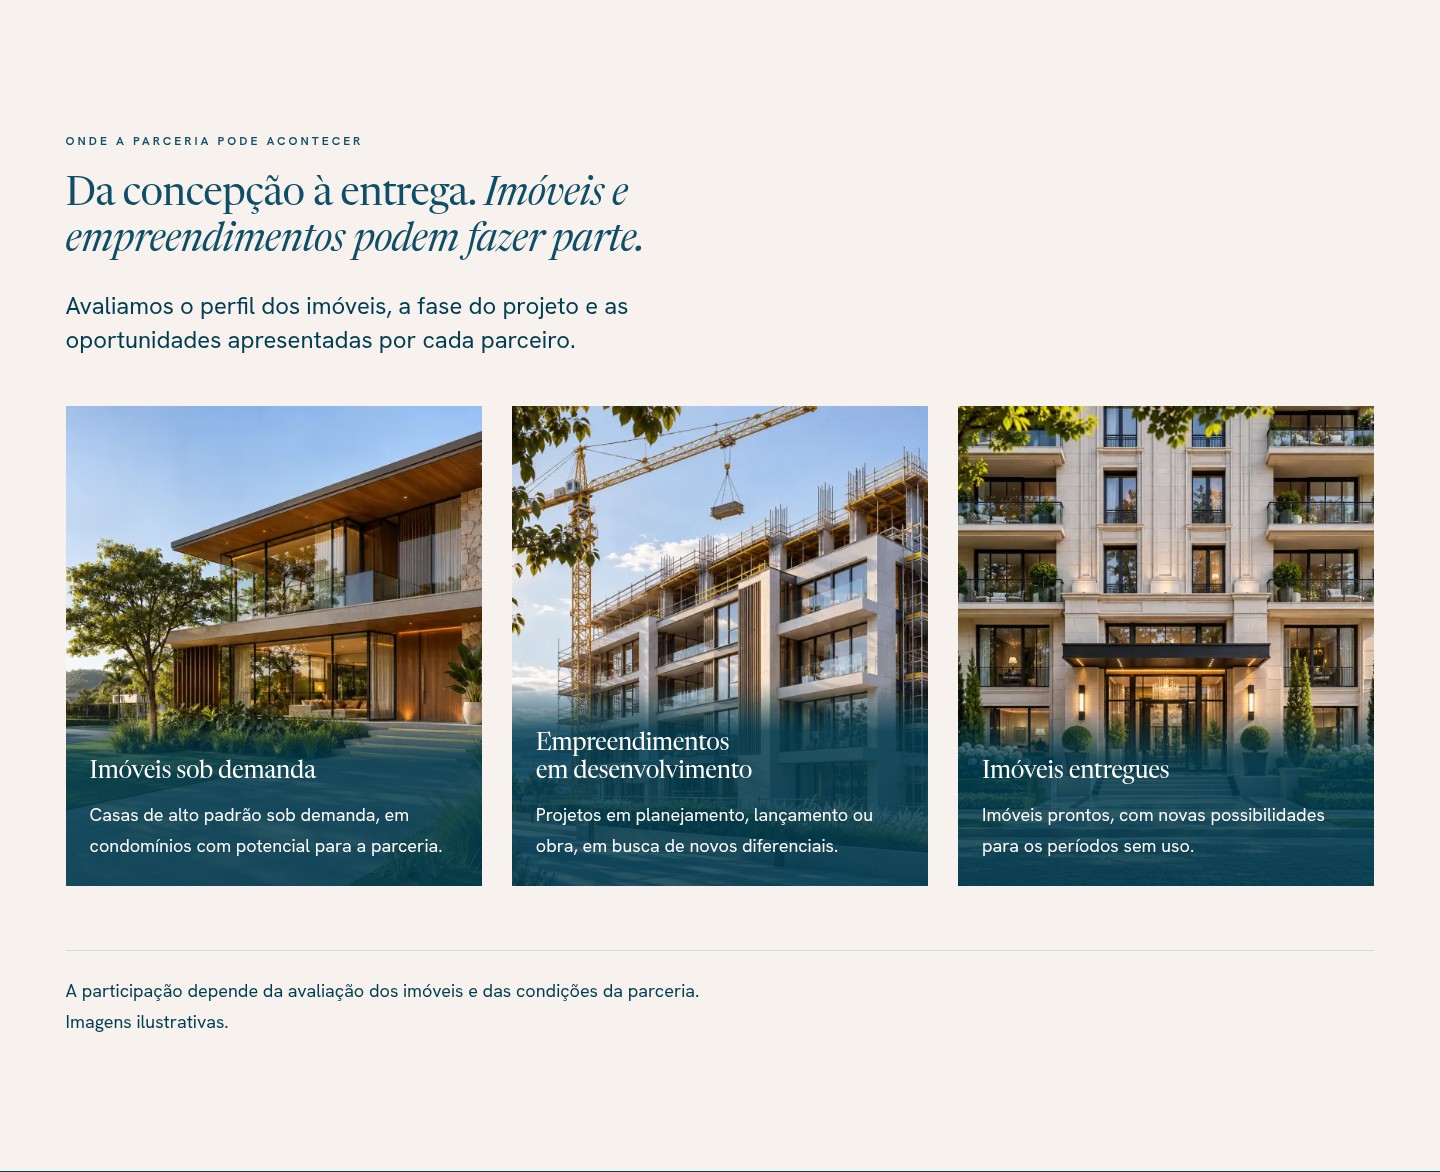 ONDE A PARCERIA PODE ACONTECER
Da concepção à entrega. Imóveis e
empreendimentos podem fazer parte.
Avaliamos o perfil dos imóveis, a fase do projeto e as
oportunidades apresentadas por cada parceiro.
Imóveis sob demanda
Casas de alto padrão sob demanda, em
condomínios com potencial para a parceria.
Empreendimentos
em desenvolvimento
Projetos em planejamento, lançamento ou
obra, em busca de novos diferenciais.
Imóveis entregues
Imóveis prontos, com novas possibilidades
para os períodos sem uso.
A participação depende da avaliação dos imóveis e das condições da parceria.
Imagens ilustrativas.